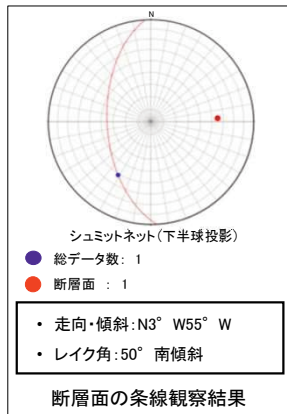 N
シュミットネット(下半球投影)
総データ数: 1
断層面 : 1
• 走向・傾斜:N3° W55° W
• レイク角:50° 南傾斜
断層面の条線観察結果